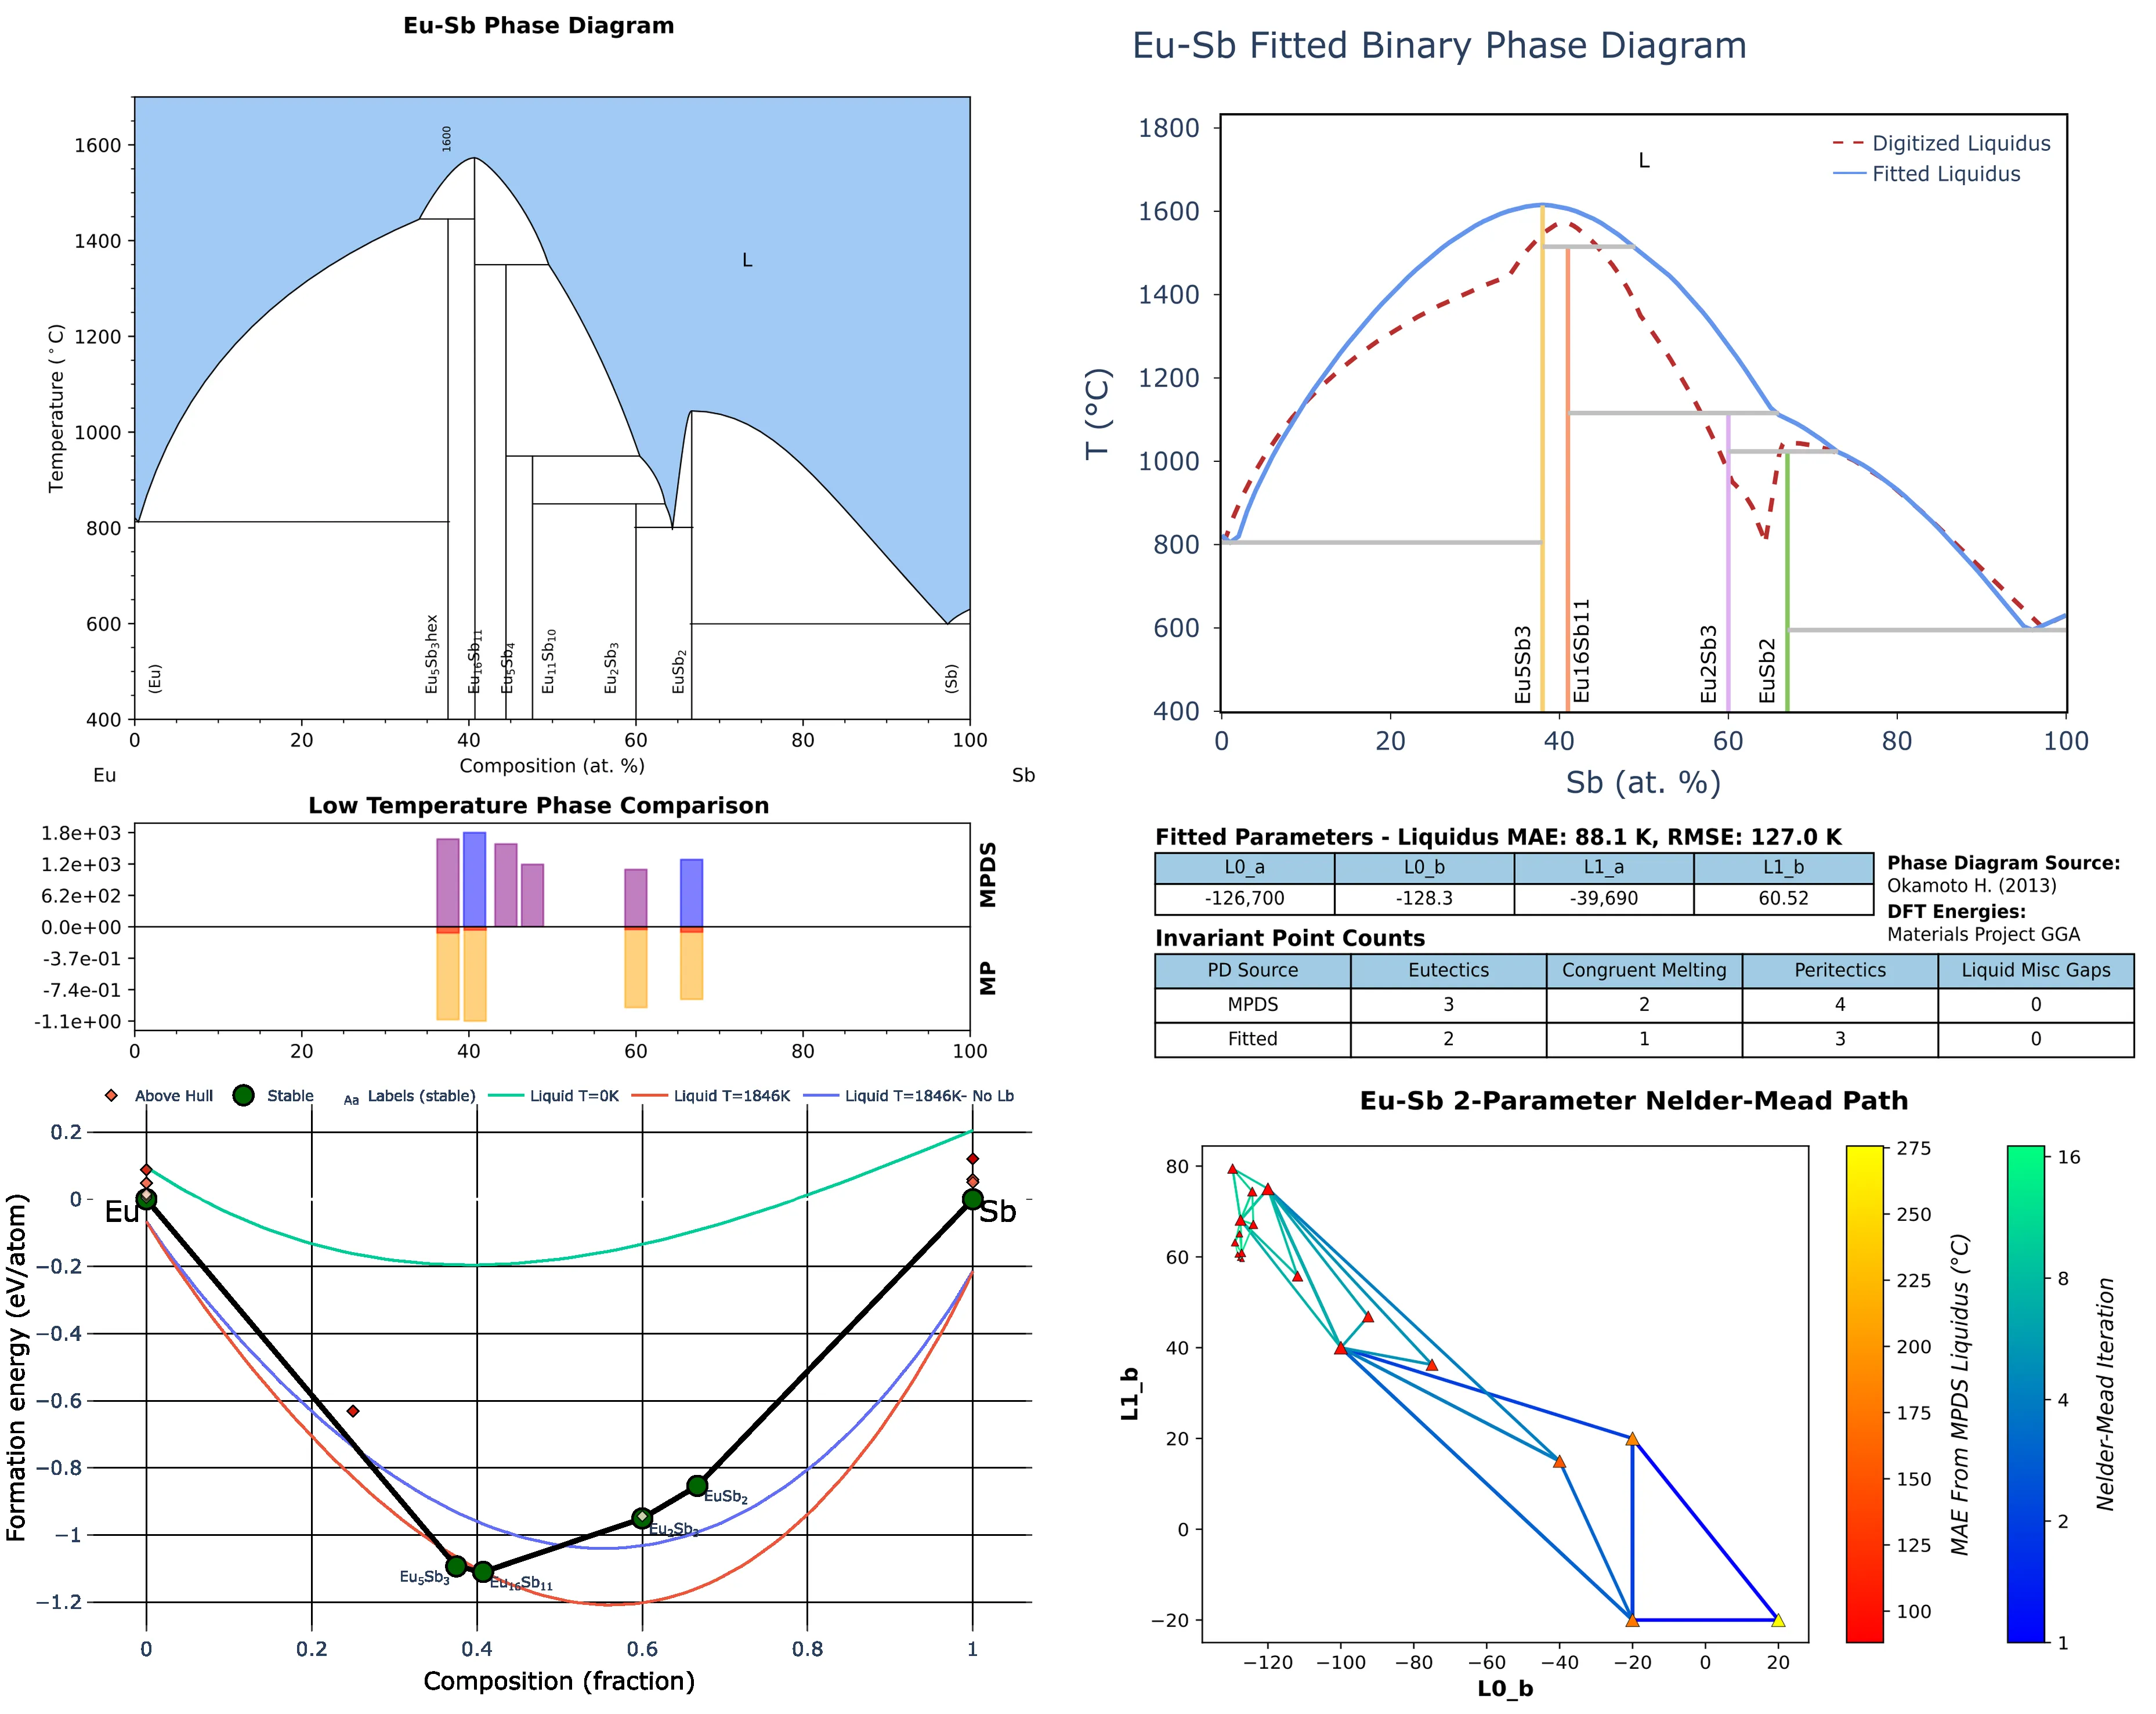 Eu-Sb Phase Diagram
1600
1600
1400
1200
1000
800
600
400
Temperature (°C)
L
(Eu)
Eu5Sb3hex
Eu16Sb11
Eu5Sb4
Eu11Sb10
Eu2Sb3
EuSb2
(Sb)
0 20 40 60 80 100
Composition (at. %)
Eu Sb
Eu-Sb Fitted Binary Phase Diagram
Digitized Liquidus
Fitted Liquidus
L
1800
1600
1400
1200
1000
800
600
400
T (°C)
Eu5Sb3
Eu16Sb11
Eu2Sb3
EuSb2
0 20 40 60 80 100
Sb (at. %)
Low Temperature Phase Comparison
1.8e+03
1.2e+03
6.2e+02
0.0e+00
-3.7e-01
-7.4e-01
-1.1e+00
MPDS
MP
0 20 40 60 80 100
Fitted Parameters - Liquidus MAE: 88.1 K, RMSE: 127.0 K
L0_a L0_b L1_a L1_b
-126,700 -128.3 -39,690 60.52
Phase Diagram Source:
Okamoto H. (2013)
DFT Energies:
Materials Project GGA
Invariant Point Counts
PD Source Eutectics Congruent Melting Peritectics Liquid Misc Gaps
MPDS 3 2 4 0
Fitted 2 1 3 0
Above Hull Stable Aa Labels (stable) Liquid T=0K Liquid T=1846K Liquid T=1846K- No Lb
0.2
0
−0.2
−0.4
−0.6
−0.8
−1
−1.2
Formation energy (eV/atom)
Eu
Sb
EuSb2
Eu2Sb3
Eu5Sb3
Eu16Sb11
0 0.2 0.4 0.6 0.8 1
Composition (fraction)
Eu-Sb 2-Parameter Nelder-Mead Path
80
60
40
20
0
−20
L1_b
−120 −100 −80 −60 −40 −20 0 20
L0_b
275
250
225
200
175
150
125
100
MAE From MPDS Liquidus (°C)
16
8
4
2
1
Nelder-Mead Iteration